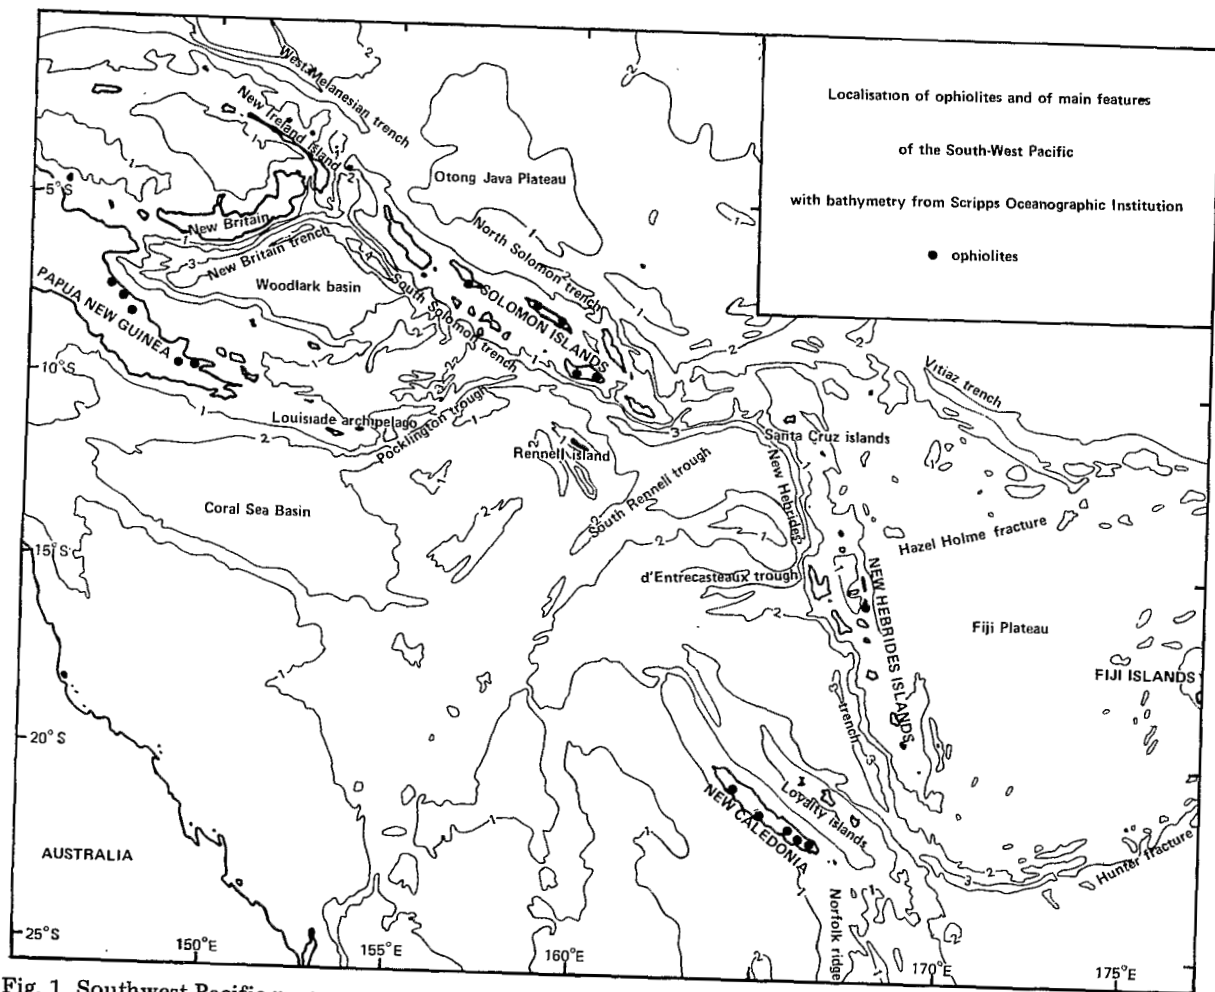 Localisation of ophiolites and of main features
of the South-West Pacific
with bathymetry from Scripps Oceanographic Institution
● ophiolites
West Melanesian trench
New Ireland Island
Otong Java Plateau
5°S
New Britain
New Britain trench
North Solomon trench
Woodlark basin
PAPUA NEW GUINEA
South Solomon trench
SOLOMON ISLANDS
10°S
Vitiaz trench
Louisiade archipelago
Pocklington trough
Santa Cruz islands
Rennell island
South Rennell trough
New Hebrides
Coral Sea Basin
Hazel Holme fracture
15°S
d'Entrecasteaux trough
NEW HEBRIDES ISLANDS
Fiji Plateau
FIJI ISLANDS
trench
20°S
Loyalty islands
NEW CALEDONIA
AUSTRALIA
Hunter fracture
Norfolk ridge
25°S
150°E
155°E
160°E
170°E
175°E
Fig. 1. Southwest Pacific